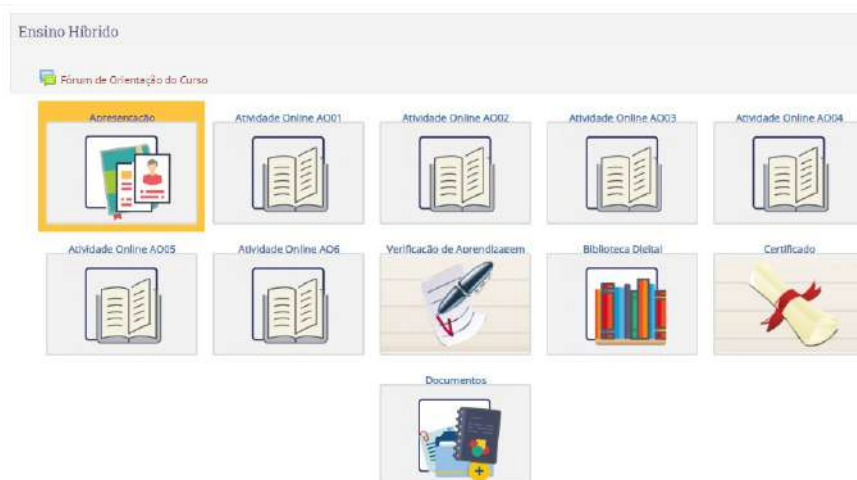 Ensino Híbrido
Fórum de Orientação do Curso
Apresentação
Atividade Online AO01
Atividade Online AO02
Atividade Online AO03
Atividade Online AO04
Atividade Online AO05
Atividade Online AO6
Verificação de Aprendizagem
Biblioteca Digital
Certificado
Documentos